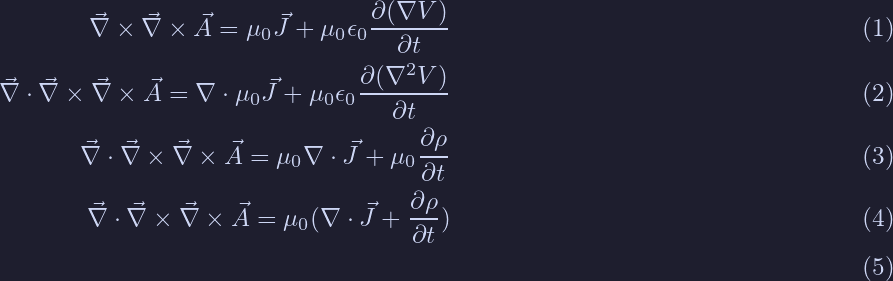 $\vec{\nabla} \times \vec{\nabla} \times \vec{A} = \mu_0 \vec{J} + \mu_0 \epsilon_0 \frac{\partial (\nabla V)}{\partial t}$ (1)
$\vec{\nabla} \cdot \vec{\nabla} \times \vec{\nabla} \times \vec{A} = \nabla \cdot \mu_0 \vec{J} + \mu_0 \epsilon_0 \frac{\partial (\nabla^2 V)}{\partial t}$ (2)
$\vec{\nabla} \cdot \vec{\nabla} \times \vec{\nabla} \times \vec{A} = \mu_0 \nabla \cdot \vec{J} + \mu_0 \frac{\partial \rho}{\partial t}$ (3)
$\vec{\nabla} \cdot \vec{\nabla} \times \vec{\nabla} \times \vec{A} = \mu_0 (\nabla \cdot \vec{J} + \frac{\partial \rho}{\partial t})$ (4)
(5)